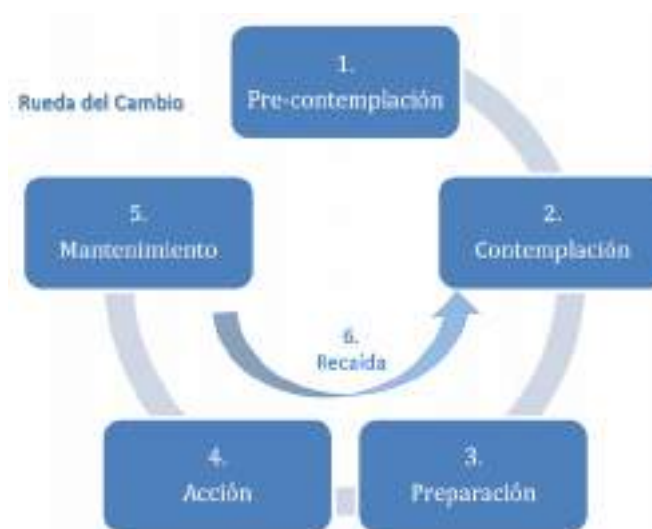 Rueda del Cambio
1.
Pre-contemplación
2.
Contemplación
3.
Preparación
4.
Acción
5.
Mantenimiento
6.
Recaída